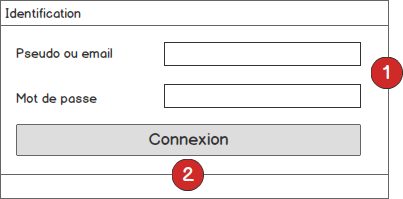 Identification
Pseudo ou email
1
Mot de passe
Connexion
2